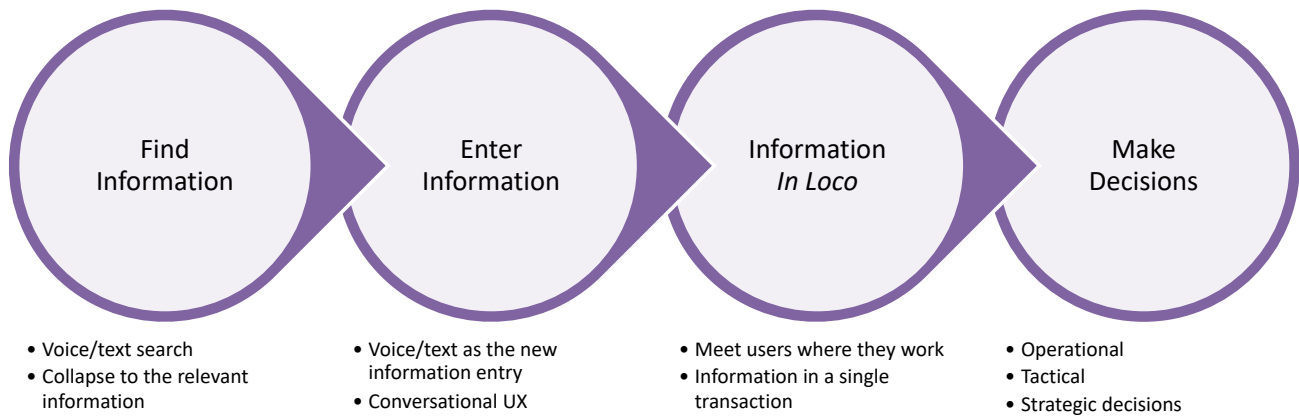 Find
Information
Enter
Information
Information
In Loco
Make
Decisions
• Voice/text search
• Collapse to the relevant
information
• Voice/text as the new
information entry
• Conversational UX
• Meet users where they work
• Information in a single
transaction
• Operational
• Tactical
• Strategic decisions